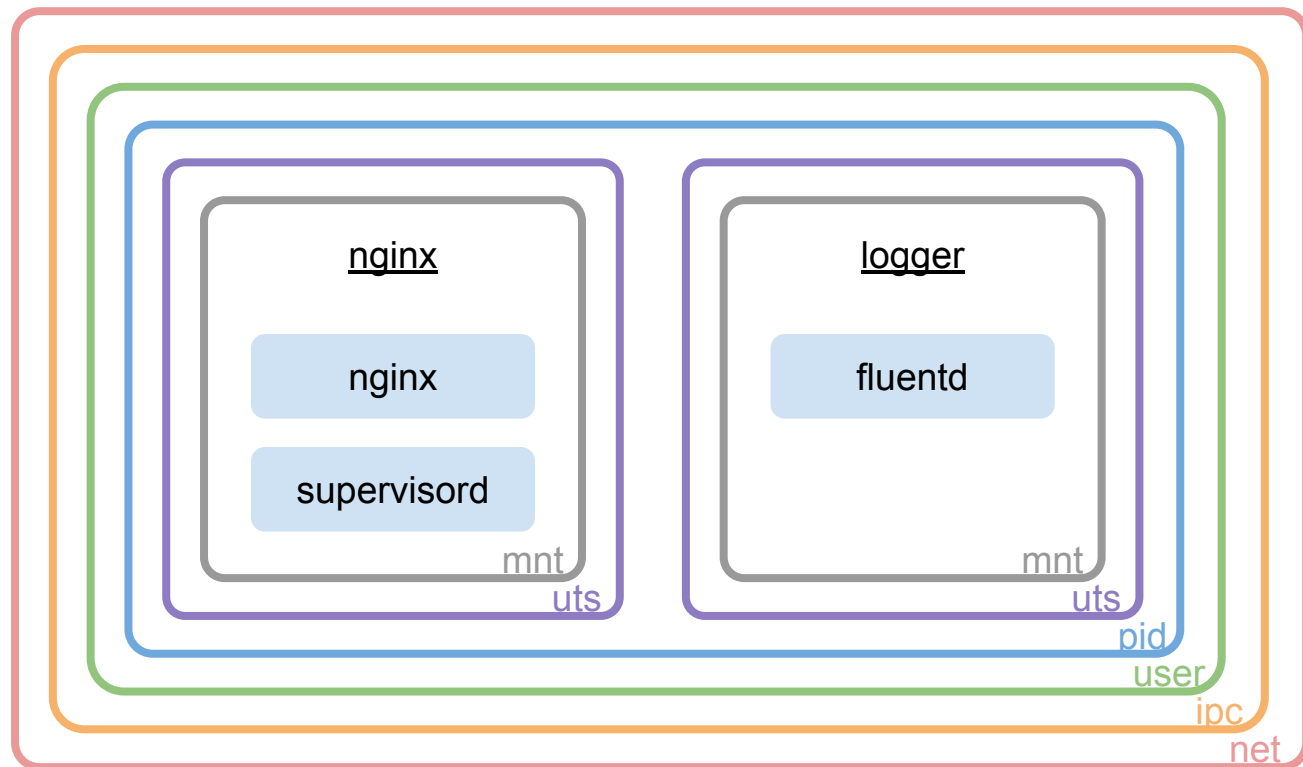 nginx
logger
nginx
fluentd
supervisord
mnt
mnt
uts
uts
pid
user
ipc
net